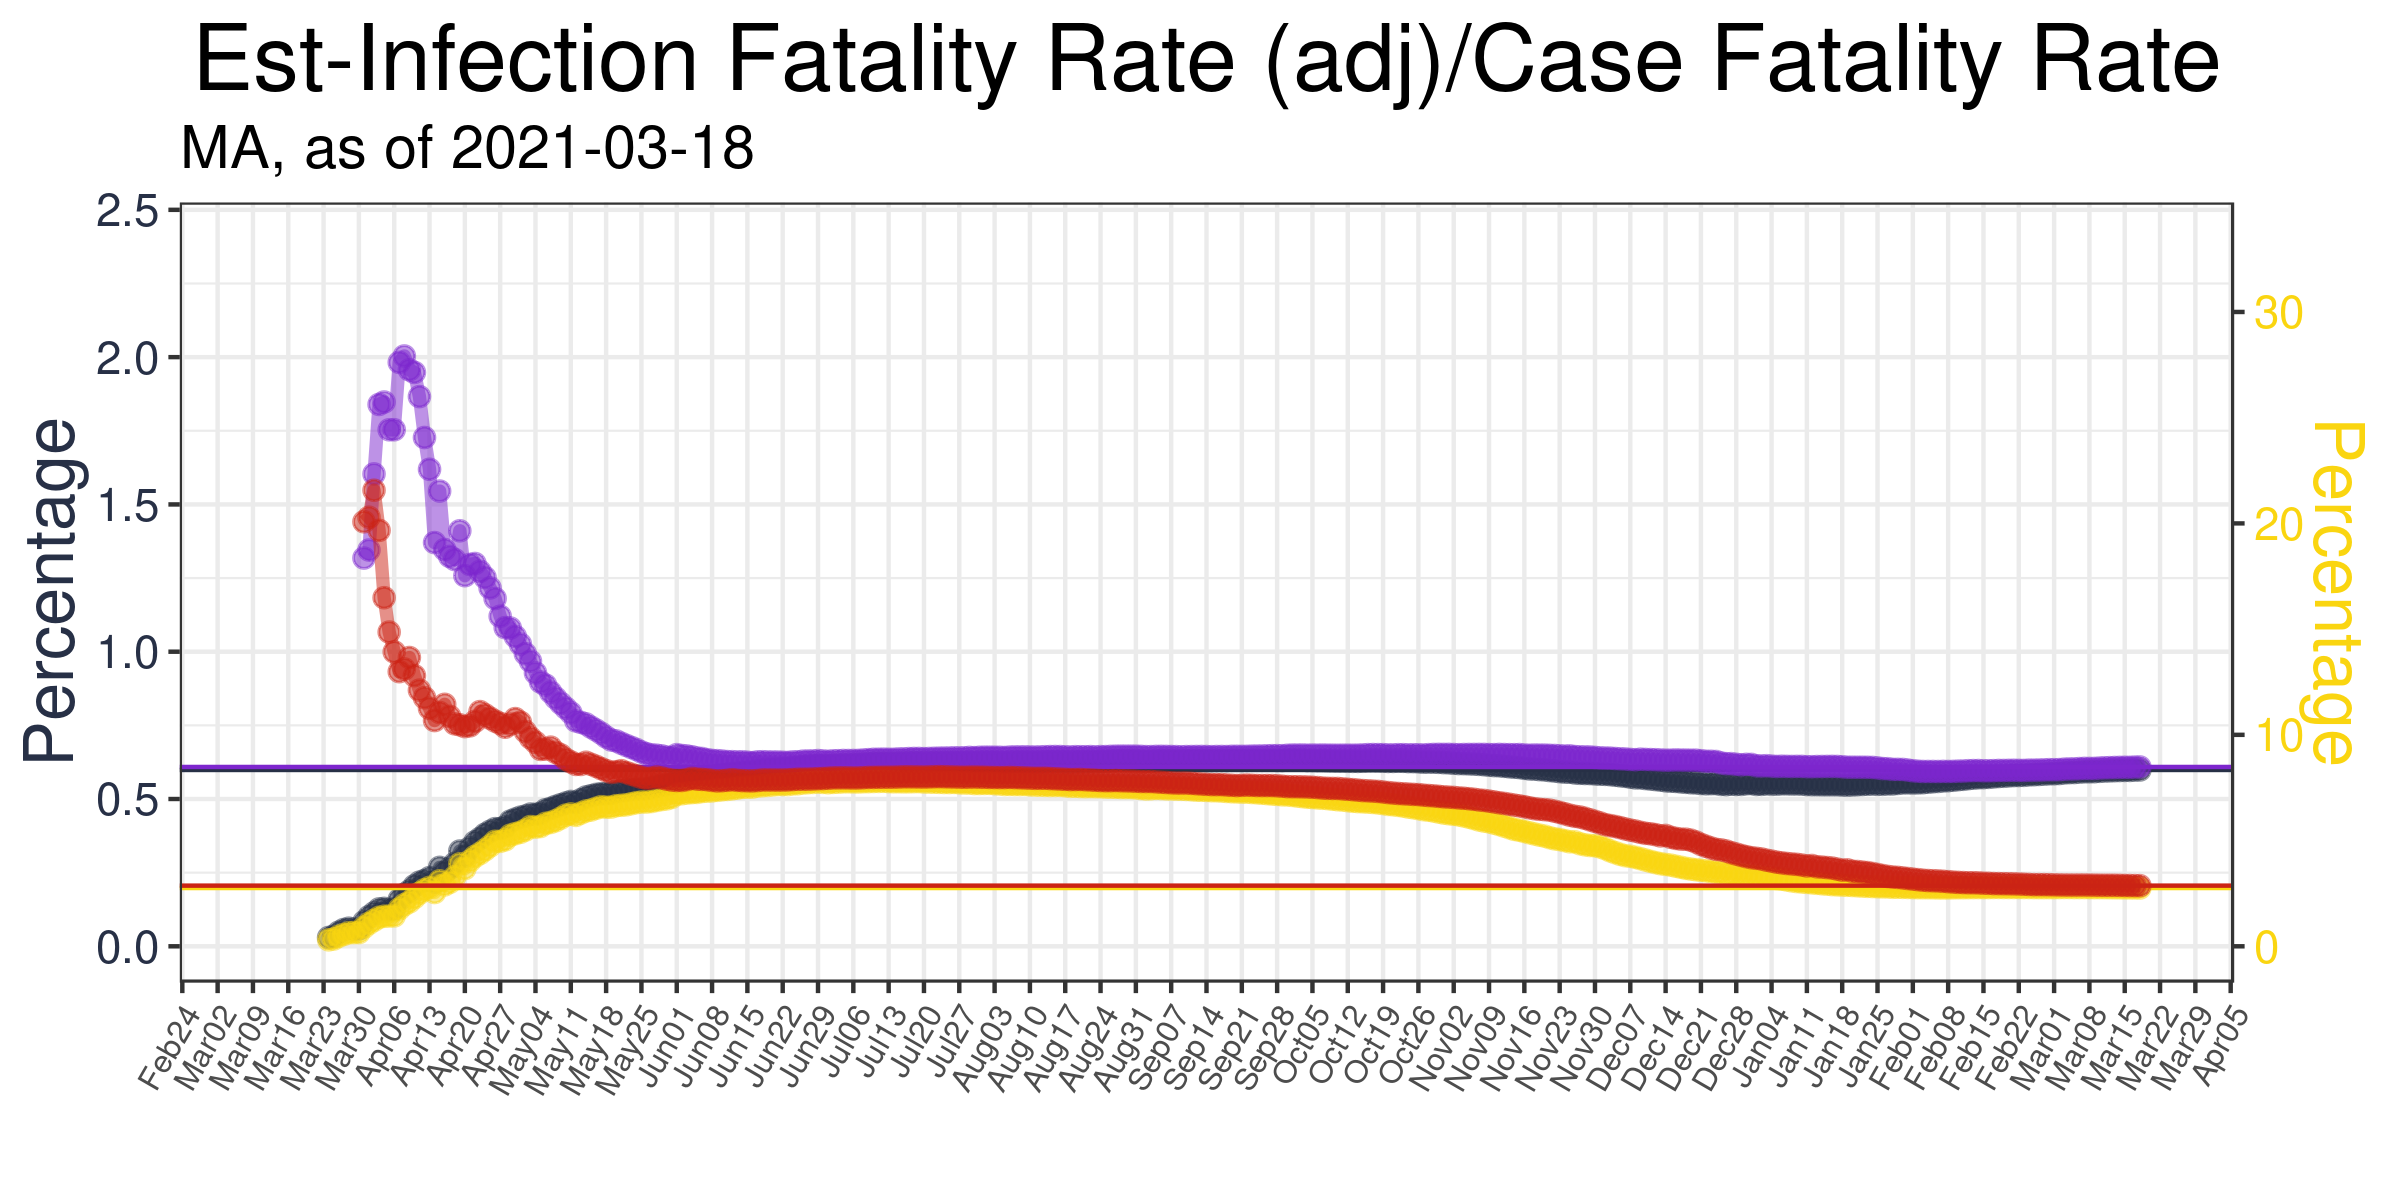 Est-Infection Fatality Rate (adj)/Case Fatality Rate
MA, as of 2021-03-18
Percentage
2.5
2.0
1.5
1.0
0.5
0.0
30
20
10
0
Percentage
Feb24
Mar02
Mar09
Mar16
Mar23
Mar30
Apr06
Apr13
Apr20
Apr27
May04
May11
May18
May25
Jun01
Jun08
Jun15
Jun22
Jun29
Jul06
Jul13
Jul20
Jul27
Aug03
Aug10
Aug17
Aug24
Aug31
Sep07
Sep14
Sep21
Sep28
Oct05
Oct12
Oct19
Oct26
Nov02
Nov09
Nov16
Nov23
Nov30
Dec07
Dec14
Dec21
Dec28
Jan04
Jan11
Jan18
Jan25
Feb01
Feb08
Feb15
Feb22
Mar01
Mar08
Mar15
Mar22
Mar29
Apr05